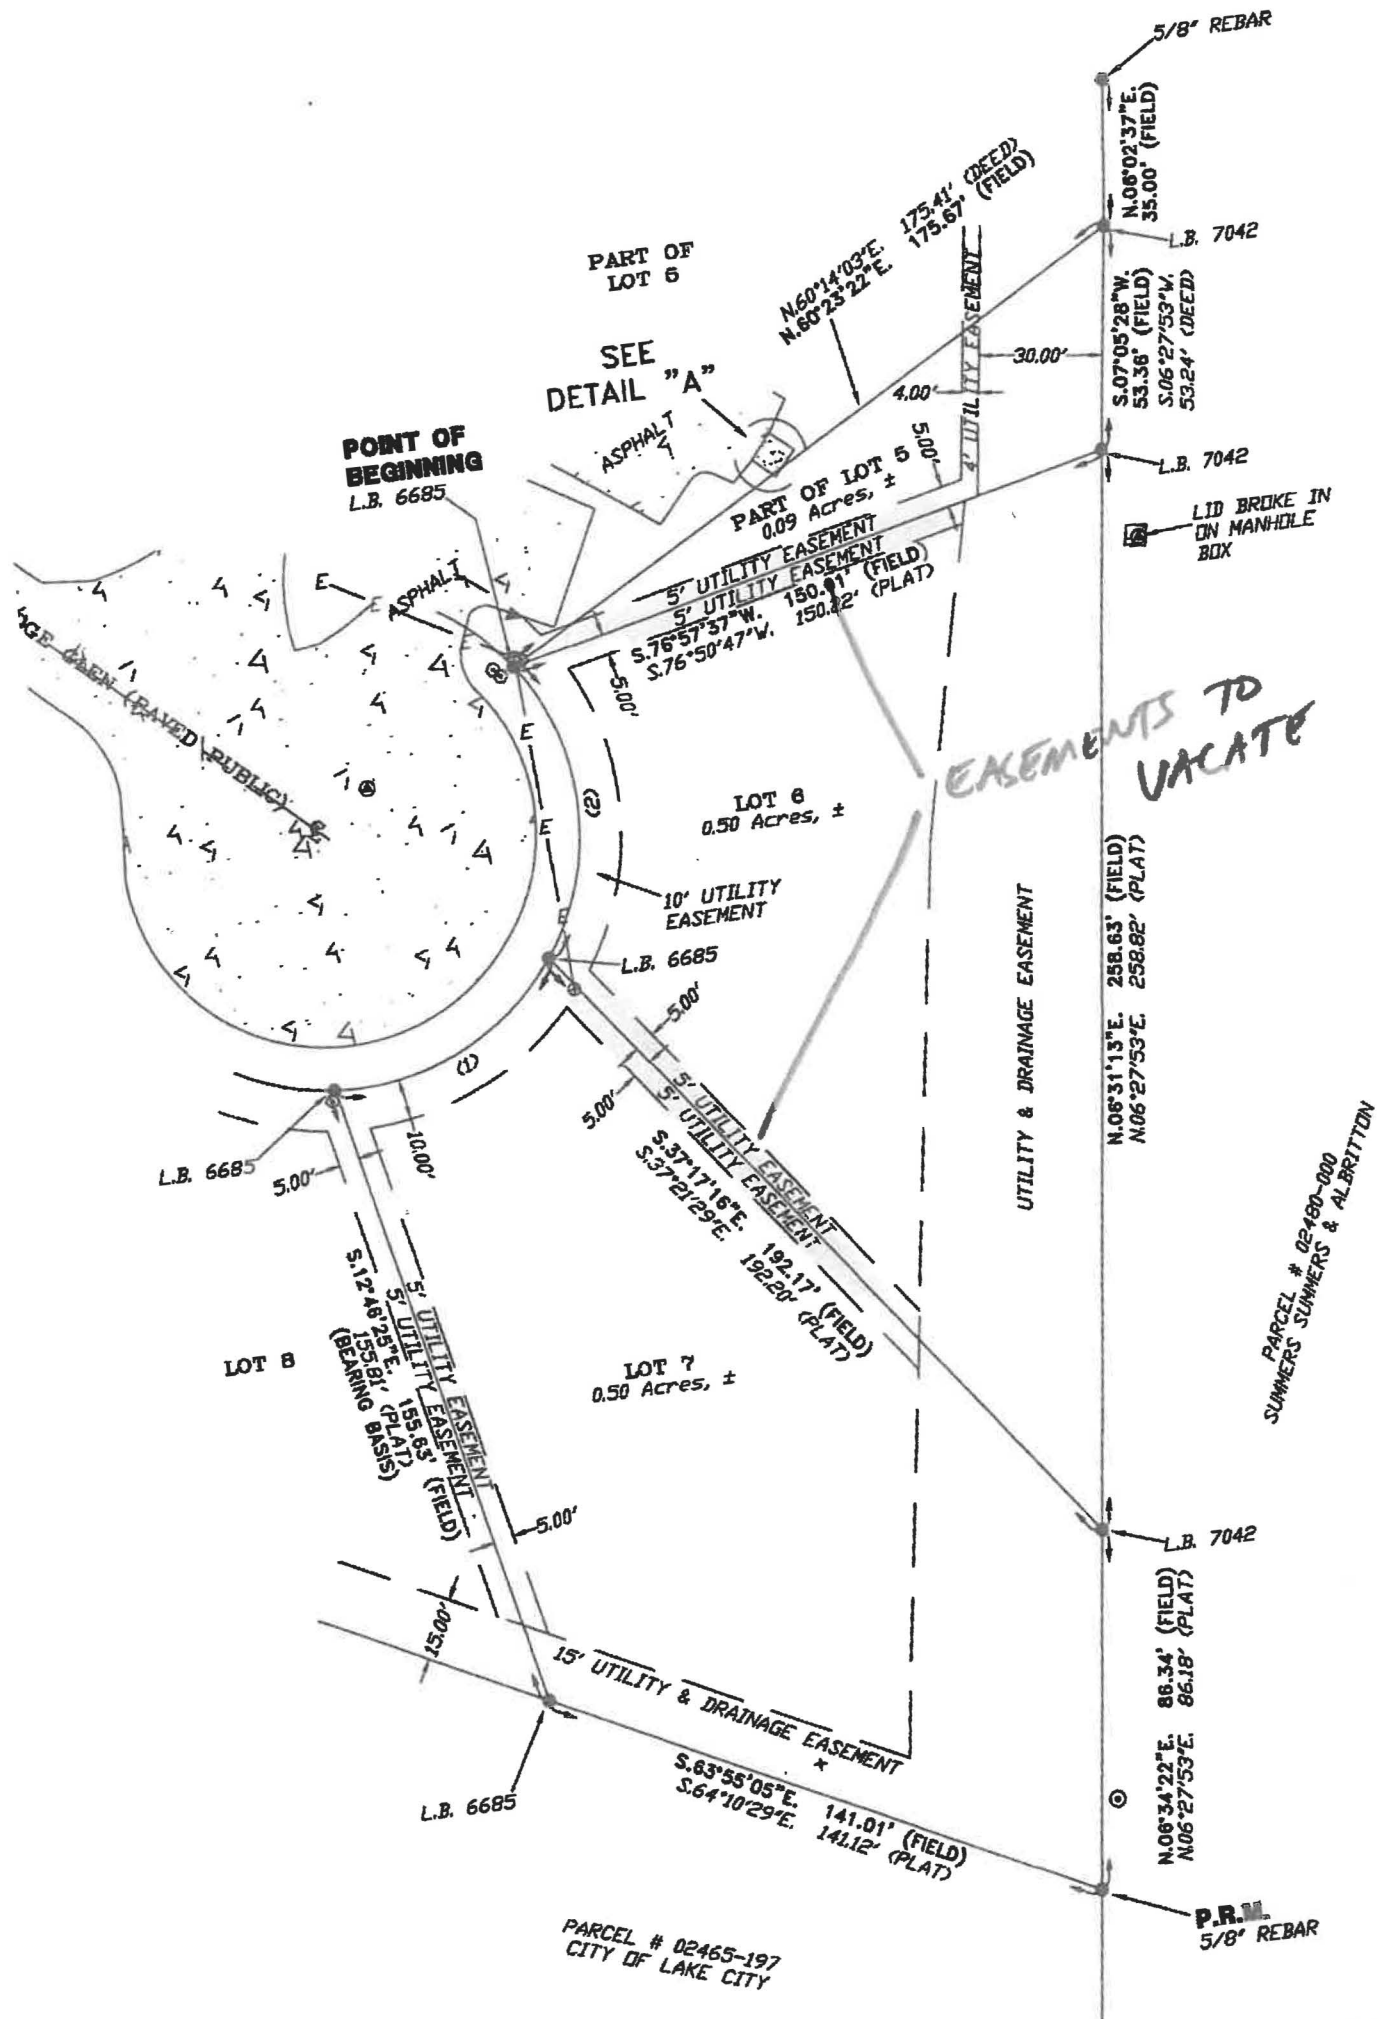 5/8" REBAR
N.06°02'37"E.
35.00' (FIELD)
L.B. 7042
N.60°14'03"E. 175.41' (DEED)
N.60°23'22"E. 175.67' (FIELD)
PART OF
LOT 6
S.07°05'28"W.
53.36' (FIELD)
S.06°27'53"W.
53.24' (DEED)
4' UTILITY EASEMENT
30.00'
4.00'
SEE
DETAIL "A"
ASPHALT
POINT OF
BEGINNING
L.B. 6685
5.00'
L.B. 7042
PART OF LOT 5
0.09 Acres, ±
LID BROKE IN
ON MANHOLE
BOX
5' UTILITY EASEMENT
5' UTILITY EASEMENT
S.76°57'37"W. (FIELD)
S.76°50'47"W. (PLAT)
E
E
ASPHALT
GLEN (PAVED PUBLIC)
5.00'
E
E
E
(2)
EASEMENTS TO
VACATE
LOT 6
0.50 Acres, ±
10' UTILITY
EASEMENT
L.B. 6685
UTILITY & DRAINAGE EASEMENT
N.06°31'13"E. 258.63' (FIELD)
N.06°27'53"E. 258.82' (PLAT)
5.00'
5.00'
(1)
10.00'
L.B. 6685
5.00'
5' UTILITY EASEMENT
5' UTILITY EASEMENT
S.37°17'16"E. 192.17' (FIELD)
S.37°21'29"E. 192.20' (PLAT)
PARCEL # 02480-000
SUMMERS SUMMERS & ALBRITTON
5' UTILITY EASEMENT
5' UTILITY EASEMENT
S.12°46'25"E. 155.63' (FIELD)
155.81' (PLAT)
(BEARING BASIS)
LOT 8
LOT 7
0.50 Acres, ±
5.00'
L.B. 7042
15.00'
15' UTILITY & DRAINAGE EASEMENT
N.06°34'22"E. 86.34' (FIELD)
N.06°27'53"E. 86.18' (PLAT)
L.B. 6685
S.63°55'05"E. 141.01' (FIELD)
S.64°10'29"E. 141.12' (PLAT)
P.R.M.
5/8" REBAR
PARCEL # 02465-197
CITY OF LAKE CITY